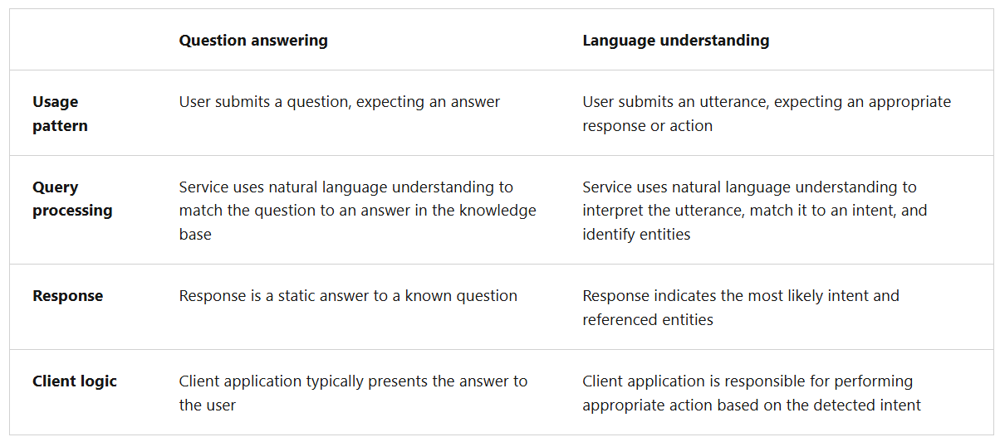 Question answering
Language understanding
Usage
pattern
User submits a question, expecting an answer
User submits an utterance, expecting an appropriate
response or action
Query
processing
Service uses natural language understanding to
match the question to an answer in the knowledge
base
Service uses natural language understanding to
interpret the utterance, match it to an intent, and
identify entities
Response
Response is a static answer to a known question
Response indicates the most likely intent and
referenced entities
Client logic
Client application typically presents the answer to
the user
Client application is responsible for performing
appropriate action based on the detected intent